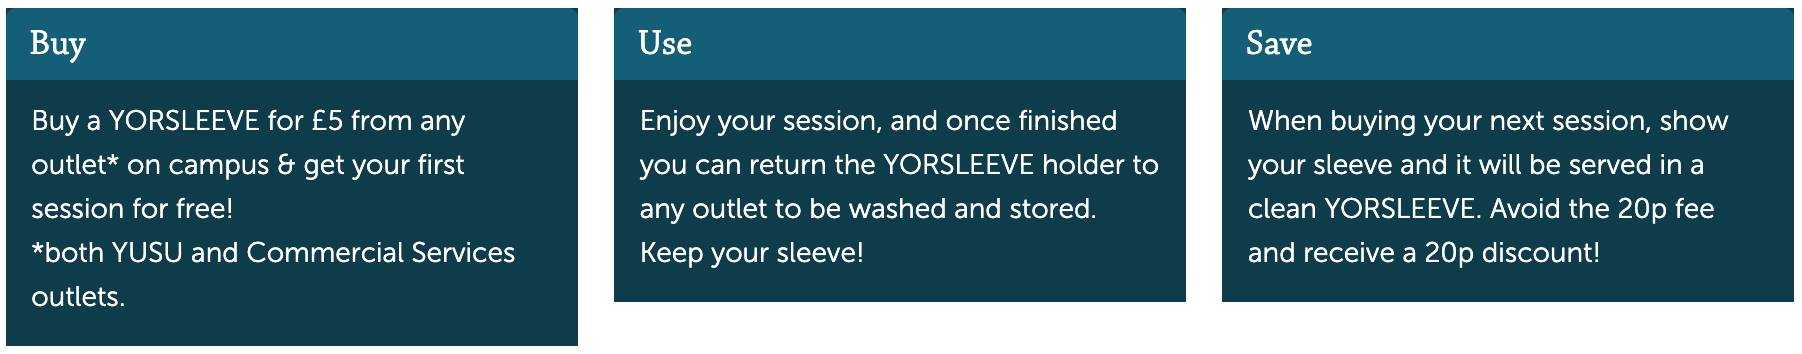 Buy
Buy a YORSLEEVE for £5 from any
outlet* on campus & get your first
session for free!
*both YUSU and Commercial Services
outlets.
Use
Enjoy your session, and once finished
you can return the YORSLEEVE holder to
any outlet to be washed and stored.
Keep your sleeve!
Save
When buying your next session, show
your sleeve and it will be served in a
clean YORSLEEVE. Avoid the 20p fee
and receive a 20p discount!